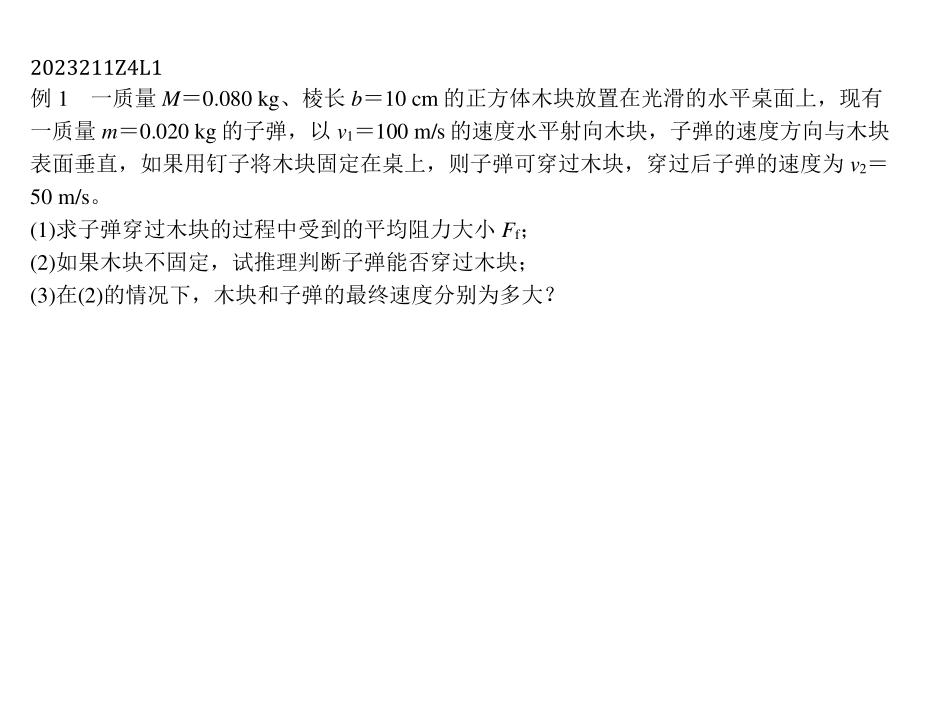 2023211Z4L1
例 1　一质量 M＝0.080 kg、棱长 b＝10 cm 的正方体木块放置在光滑的水平桌面上，现有
一质量 m＝0.020 kg 的子弹，以 v₁＝100 m/s 的速度水平射向木块，子弹的速度方向与木块
表面垂直，如果用钉子将木块固定在桌上，则子弹可穿过木块，穿过后子弹的速度为 v₂＝
50 m/s。
(1)求子弹穿过木块的过程中受到的平均阻力大小 Ff；
(2)如果木块不固定，试推理判断子弹能否穿过木块；
(3)在(2)的情况下，木块和子弹的最终速度分别为多大？